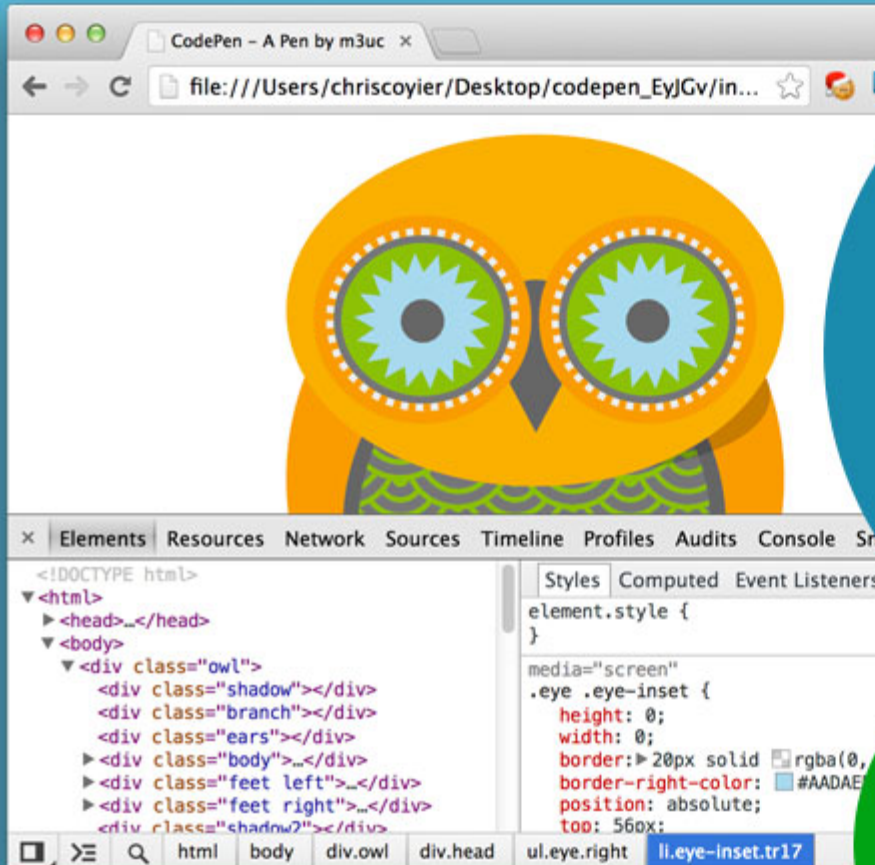 CodePen – A Pen by m3uc ×
file:///Users/chriscoyier/Desktop/codepen_EyJGv/in...
× Elements Resources Network Sources Timeline Profiles Audits Console
<!DOCTYPE html>
▼<html>
▶<head>…</head>
▼<body>
▼<div class="owl">
<div class="shadow"></div>
<div class="branch"></div>
<div class="ears"></div>
▶<div class="body">…</div>
▶<div class="feet left">…</div>
▶<div class="feet right">…</div>
<div class="shadow2"></div>
Styles Computed Event Listeners
element.style {
}
media="screen"
.eye .eye-inset {
height: 0;
width: 0;
border:▶20px solid rgba(0,
border-right-color: #AADAE
position: absolute;
top: 56px;
html body div.owl div.head ul.eye.right li.eye-inset.tr17